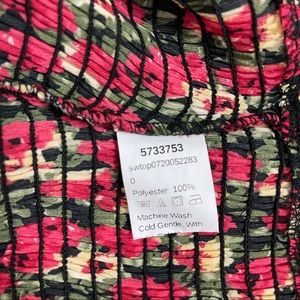 5733753
swtop0720052283
0
Polyester: 100%
Machine Wash
Cold Gentle, With